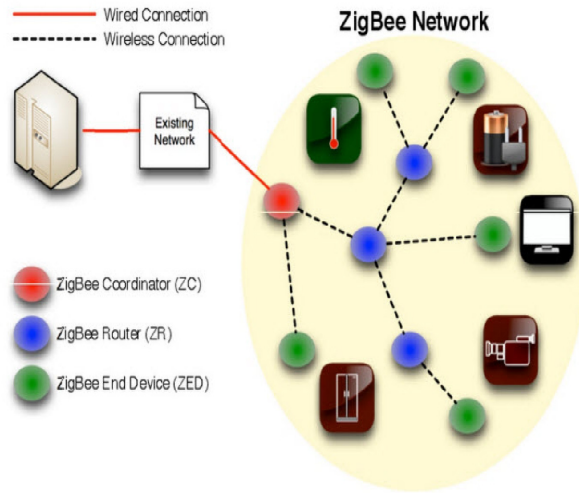 Wired Connection
Wireless Connection
ZigBee Network
Existing
Network
ZigBee Coordinator (ZC)
ZigBee Router (ZR)
ZigBee End Device (ZED)